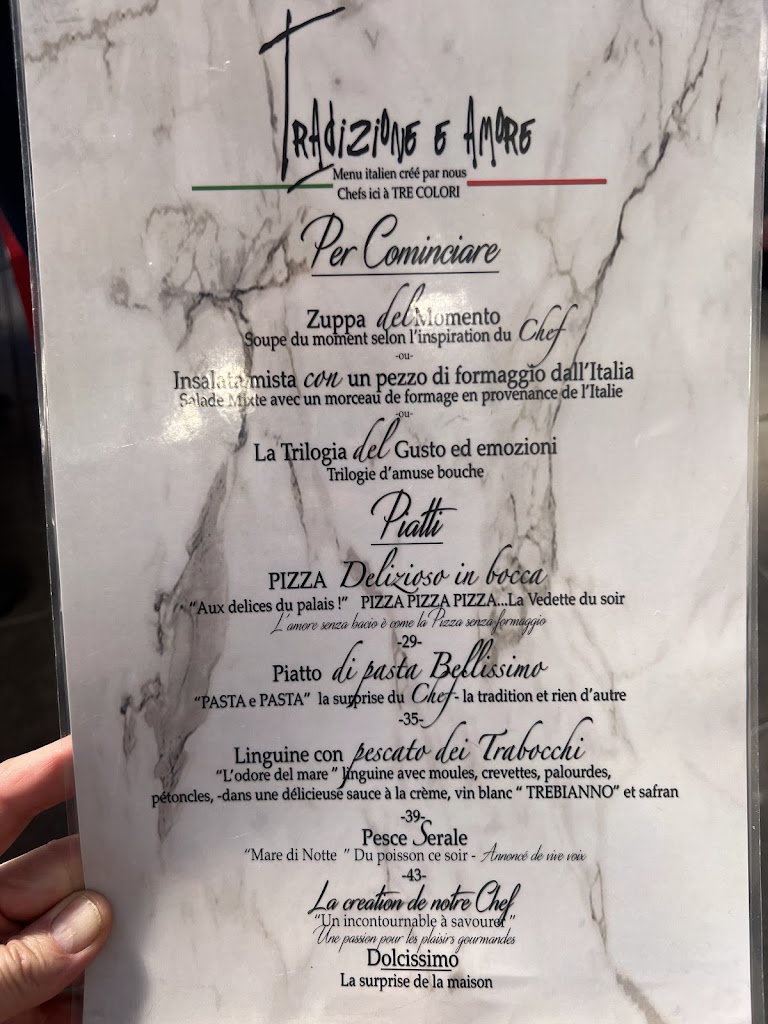 TRADIZIONE E AMORE
Menu italien créé par nous
Chefs ici à TRE COLORI
Per Cominciare
Zuppa del Momento
Soupe du moment selon l'inspiration du Chef
-ou-
Insalata mista con un pezzo di formaggio dall'Italia
Salade Mixte avec un morceau de formage en provenance de l'Italie
-ou-
La Trilogia del Gusto ed emozioni
Trilogie d'amuse bouche
Piatti
PIZZA Delizioso in bocca
"Aux delices du palais !" PIZZA PIZZA PIZZA...La Vedette du soir
L'amore senza bacio è come la Pizza senza formaggio
-29-
Piatto di pasta Bellissimo
"PASTA e PASTA" la surprise du Chef - la tradition et rien d'autre
-35-
Linguine con pescato dei Trabocchi
"L'odore del mare " linguine avec moules, crevettes, palourdes,
pétoncles, -dans une délicieuse sauce à la crème, vin blanc " TREBIANNO" et safran
-39-
Pesce Serale
"Mare di Notte " Du poisson ce soir - Annoncé de vive voix
-43-
La creation de notre Chef
"Un incontournable à savourer "
Une passion pour les plaisirs gourmandes
Dolcissimo
La surprise de la maison